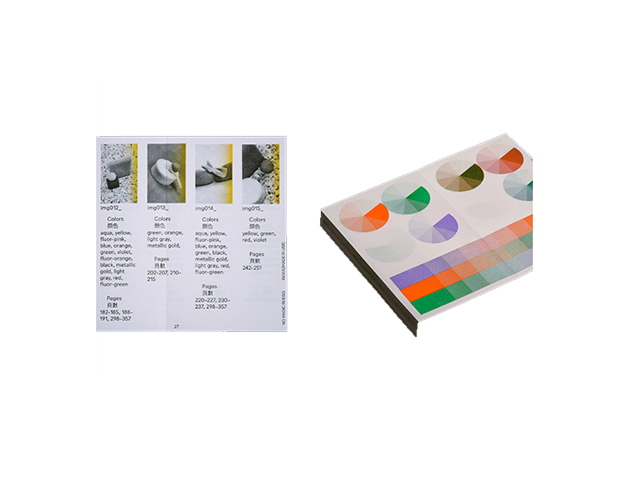 img012_
Colors
顏色
aqua, yellow,
fluor-pink,
blue, orange,
green, violet,
fluor-orange,
black, metallic
gold, light
gray, red,
fluor-green
Pages
頁數
182-185, 188-
191, 298-357
img013_
Colors
顏色
green, orange,
light gray,
metallic gold,
Pages
頁數
202-207, 210-
215
img014_
Colors
顏色
aqua, yellow,
fluor-pink,
blue, orange,
green, black,
metallic gold,
light gray, red,
fluor-green
Pages
頁數
220-227, 230-
237, 298-357
img015_
Colors
顏色
yellow, green,
red, violet
Pages
頁數
242-251
27